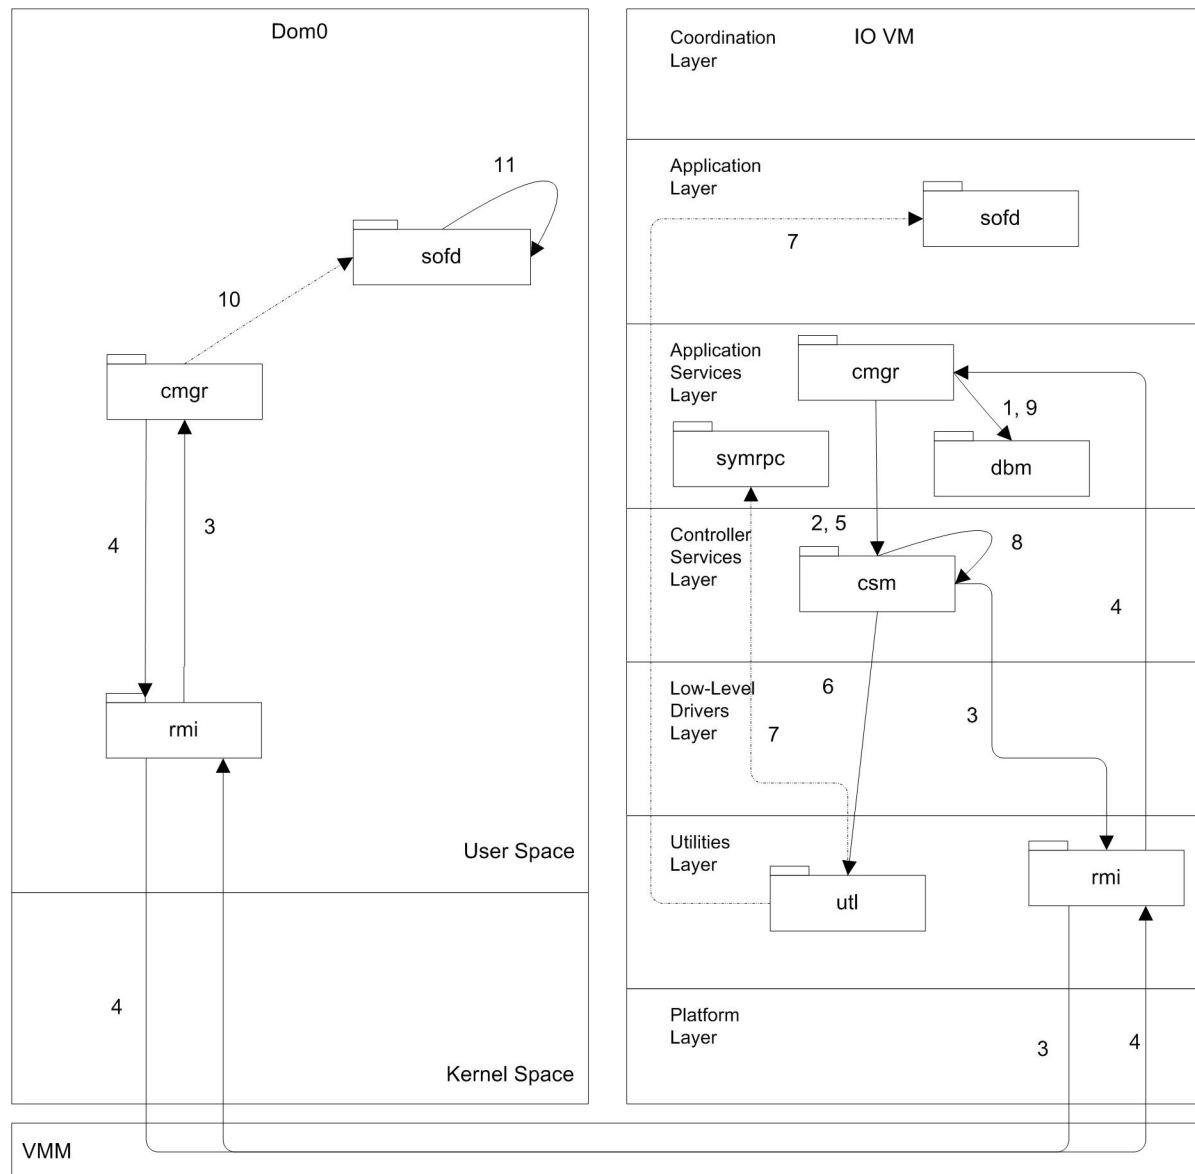 Dom0
11
sofd
10
cmgr
4
3
rmi
User Space
4
Kernel Space
Coordination
Layer
IO VM
Application
Layer
sofd
7
Application
Services
Layer
cmgr
1, 9
symrpc
dbm
Controller
Services
Layer
2, 5
8
csm
4
Low-Level
Drivers
Layer
6
7
3
Utilities
Layer
utl
rmi
Platform
Layer
3
4
VMM